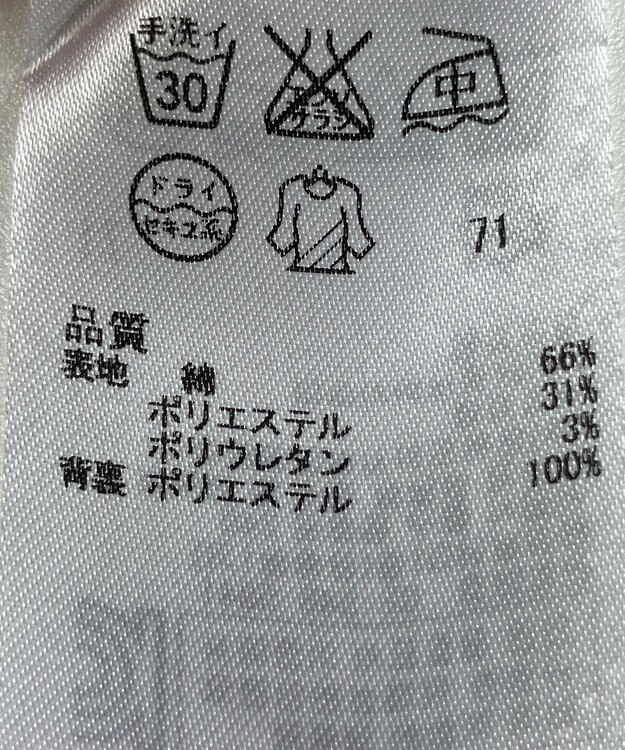 手洗イ
30
エンソ
サラシ
中
ドライ
セキユ系
71
品質
表地 綿 66%
ポリエステル 31%
ポリウレタン 3%
背裏 ポリエステル 100%